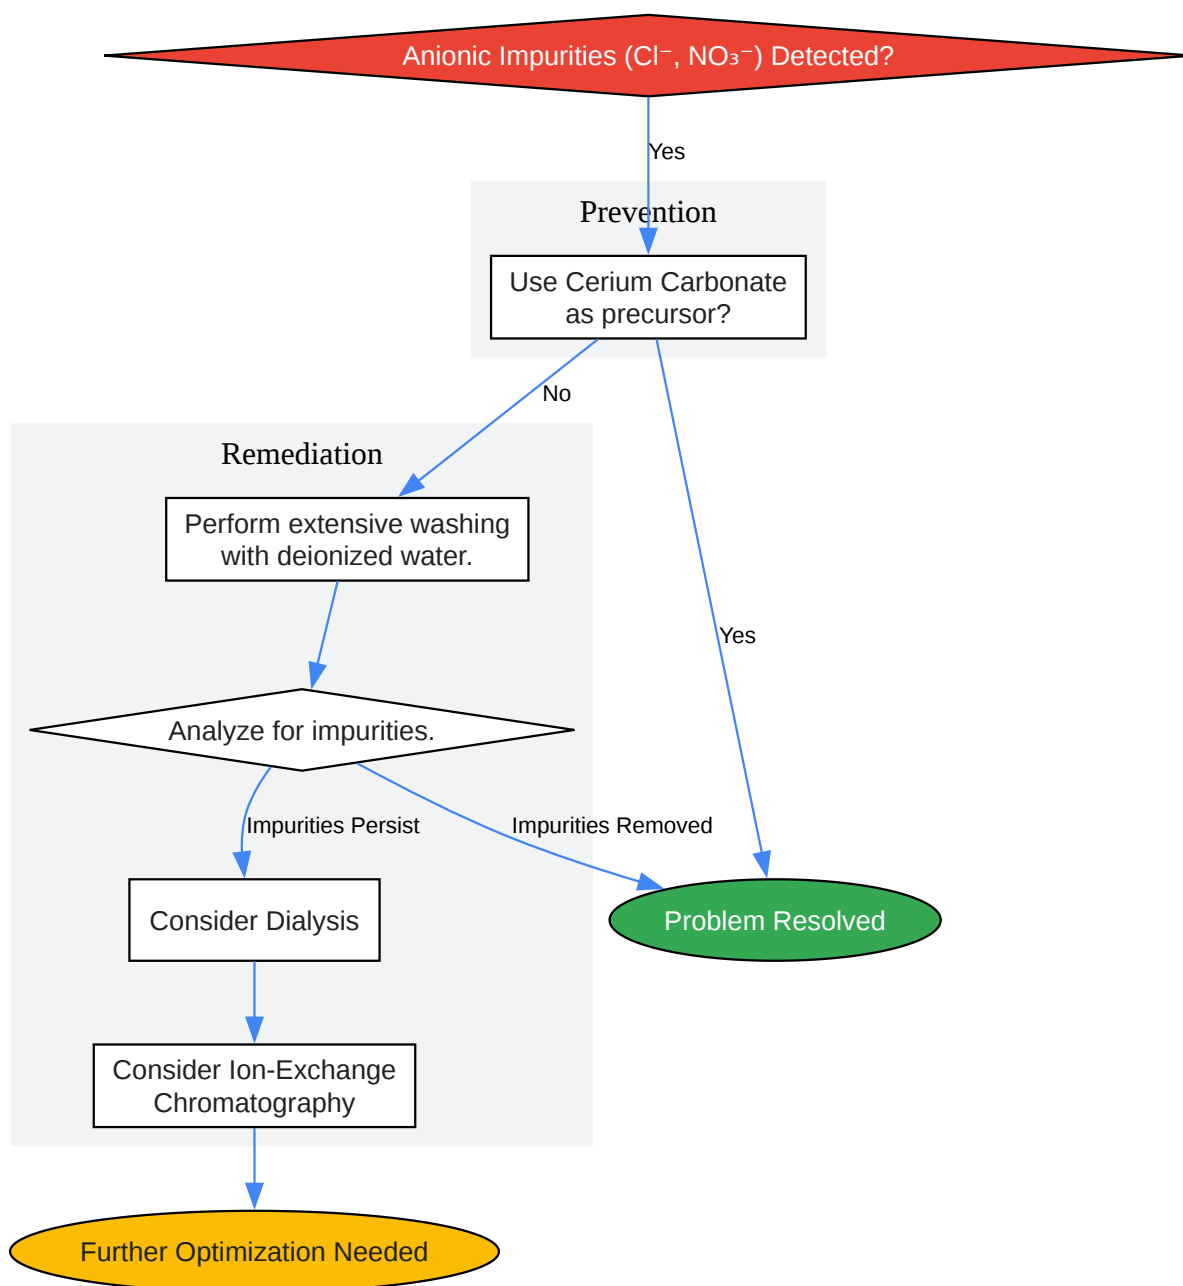 Anionic Impurities (Cl⁻, NO₃⁻) Detected?
Yes
Prevention
Use Cerium Carbonate
as precursor?
No
Remediation
Perform extensive washing
with deionized water.
Yes
Analyze for impurities.
Impurities Persist
Impurities Removed
Consider Dialysis
Problem Resolved
Consider Ion-Exchange
Chromatography
Further Optimization Needed